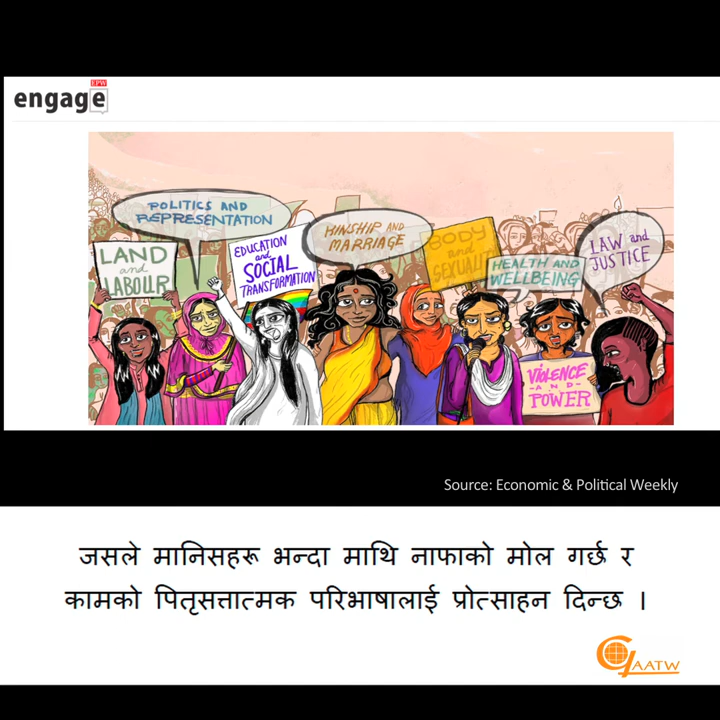 EPW
engage
POLITICS AND
REPRESENTATION
LAND
and
LABOUR
EDUCATION
and
SOCIAL
TRANSFORMATION
KINSHIP AND
MARRIAGE
BODY
and
SEXUALITY
HEALTH AND
WELLBEING
LAW and
JUSTICE
VIOLENCE
-AND-
POWER
Source: Economic & Political Weekly
जसले मानिसहरू भन्दा माथि नाफाको मोल गर्छ र
कामको पितृसत्तात्मक परिभाषालाई प्रोत्साहन दिन्छ ।
GAATW